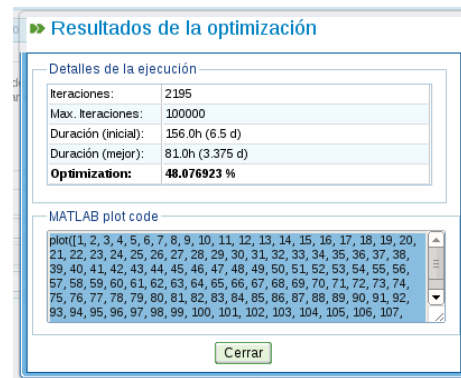 Resultados de la optimización
Detalles de la ejecución
Iteraciones: 2195
Max. Iteraciones: 100000
Duración (inicial): 156.0h (6.5 d)
Duración (mejor): 81.0h (3.375 d)
Optimization: 48.076923 %
MATLAB plot code
plot([1, 2, 3, 4, 5, 6, 7, 8, 9, 10, 11, 12, 13, 14, 15, 16, 17, 18, 19, 20,
21, 22, 23, 24, 25, 26, 27, 28, 29, 30, 31, 32, 33, 34, 35, 36, 37, 38,
39, 40, 41, 42, 43, 44, 45, 46, 47, 48, 49, 50, 51, 52, 53, 54, 55, 56,
57, 58, 59, 60, 61, 62, 63, 64, 65, 66, 67, 68, 69, 70, 71, 72, 73, 74,
75, 76, 77, 78, 79, 80, 81, 82, 83, 84, 85, 86, 87, 88, 89, 90, 91, 92,
93, 94, 95, 96, 97, 98, 99, 100, 101, 102, 103, 104, 105, 106, 107,
Cerrar